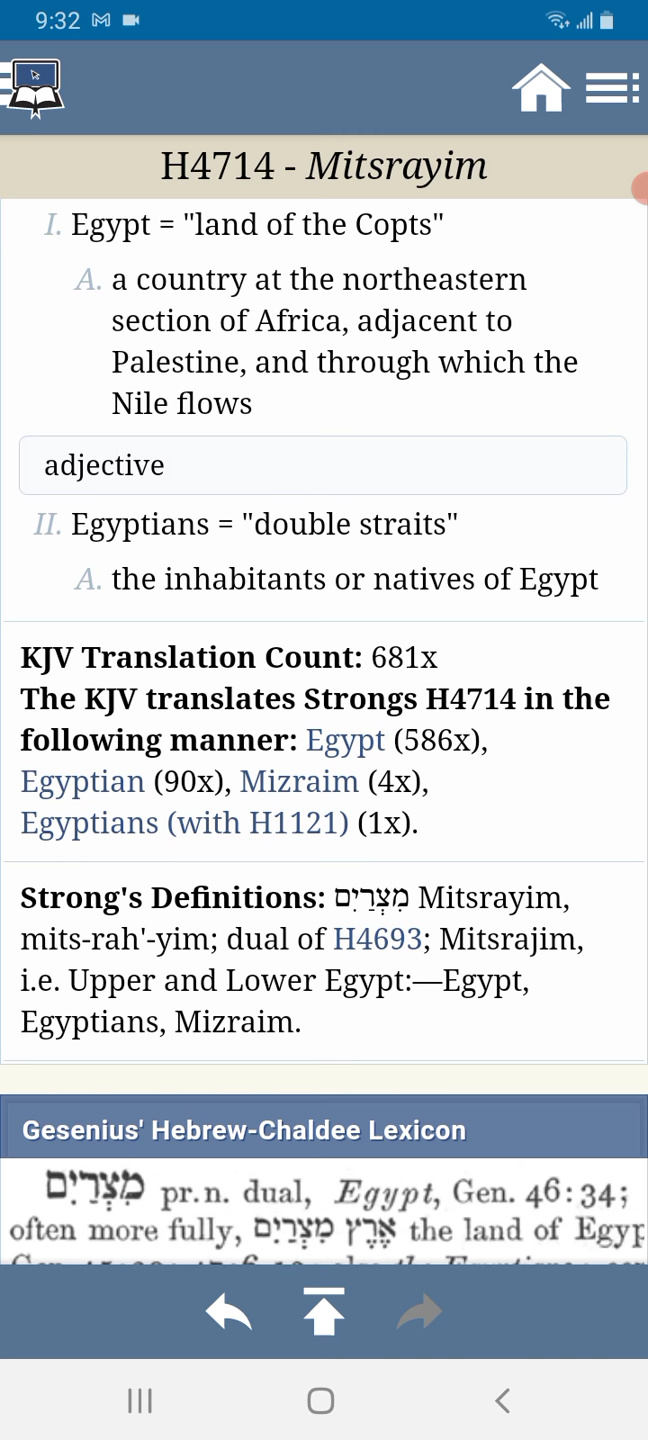 9:32
H4714 - Mitsrayim
I. Egypt = "land of the Copts"
A. a country at the northeastern
section of Africa, adjacent to
Palestine, and through which the
Nile flows
adjective
II. Egyptians = "double straits"
A. the inhabitants or natives of Egypt
KJV Translation Count: 681x
The KJV translates Strongs H4714 in the
following manner: Egypt (586x),
Egyptian (90x), Mizraim (4x),
Egyptians (with H1121) (1x).
Strong's Definitions: מִצְרַיִם Mitsrayim,
mits-rah'-yim; dual of H4693; Mitsrajim,
i.e. Upper and Lower Egypt:—Egypt,
Egyptians, Mizraim.
Gesenius' Hebrew-Chaldee Lexicon
מִצְרַיִם pr. n. dual, Egypt, Gen. 46:34;
often more fully, אֶרֶץ מִצְרַיִם the land of Egyp